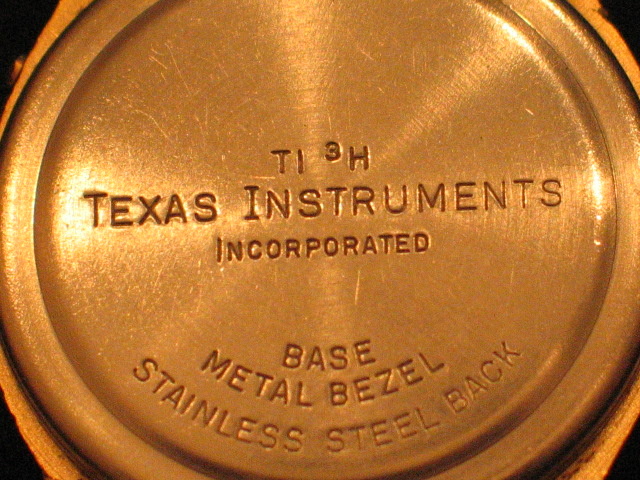 TI ³H
TEXAS INSTRUMENTS
INCORPORATED
BASE
METAL BEZEL
STAINLESS STEEL BACK